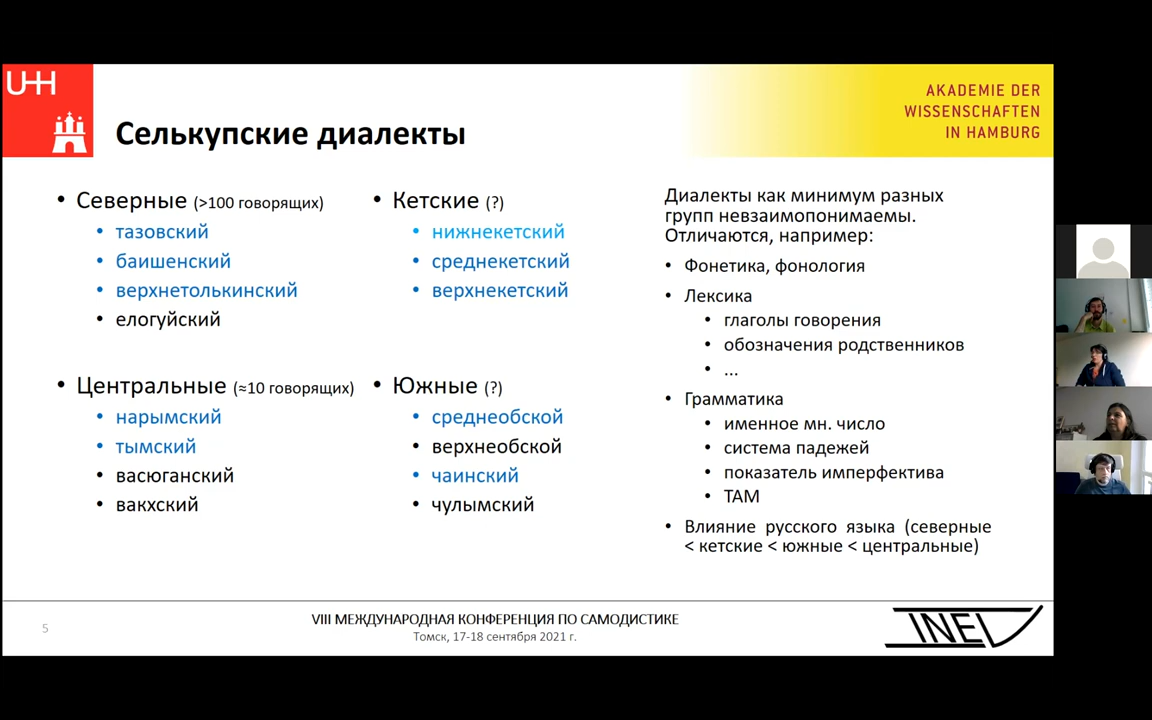 UHH
AKADEMIE DER
WISSENSCHAFTEN
IN HAMBURG
Селькупские диалекты
• Северные (>100 говорящих)
• тазовский
• баишенский
• верхнетолькинский
• елогуйский
• Центральные (≈10 говорящих)
• нарымский
• тымский
• васюганский
• вакхский
• Кетские (?)
• нижнекетский
• среднекетский
• верхнекетский
• Южные (?)
• среднеобской
• верхнеобской
• чаинский
• чулымский
Диалекты как минимум разных
групп невзаимопонимаемы.
Отличаются, например:
• Фонетика, фонология
• Лексика
• глаголы говорения
• обозначения родственников
• ...
• Грамматика
• именное мн. число
• система падежей
• показатель имперфектива
• ТАМ
• Влияние русского языка (северные
< кетские < южные < центральные)
5
VIII МЕЖДУНАРОДНАЯ КОНФЕРЕНЦИЯ ПО САМОДИСТИКЕ
Томск, 17-18 сентября 2021 г.
INEL